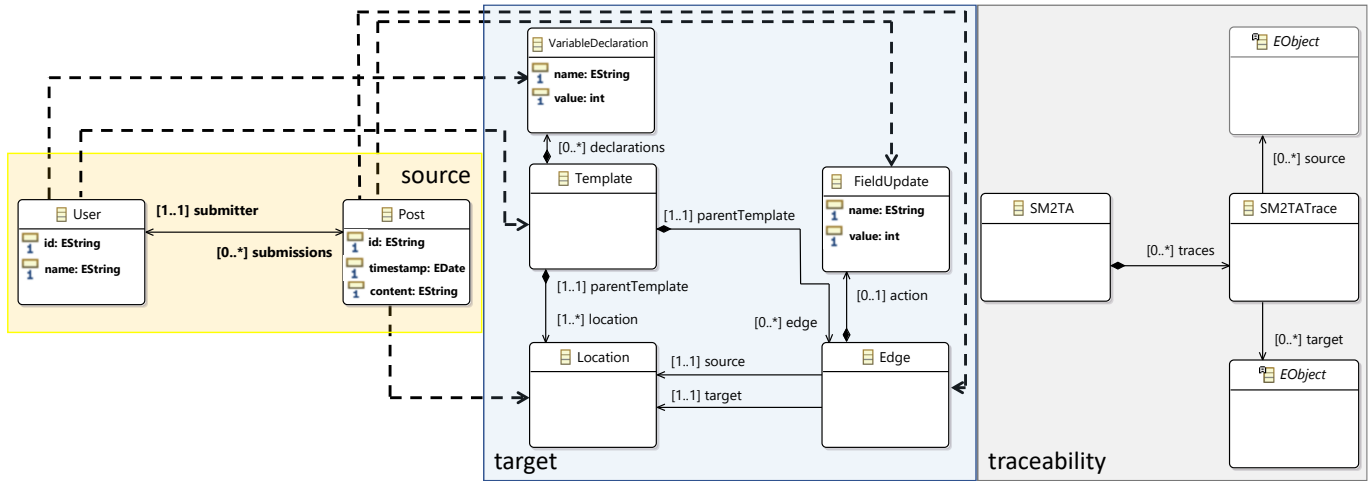 source
User
id: EString
name: EString
[1..1] submitter
[0..*] submissions
Post
id: EString
timestamp: EDate
content: EString
target
VariableDeclaration
name: EString
value: int
[0..*] declarations
Template
[1..1] parentTemplate
[1..1] parentTemplate
[1..*] location
Location
FieldUpdate
name: EString
value: int
[0..1] action
[0..*] edge
Edge
[1..1] source
[1..1] target
traceability
SM2TA
[0..*] traces
SM2TATrace
[0..*] source
EObject
[0..*] target
EObject